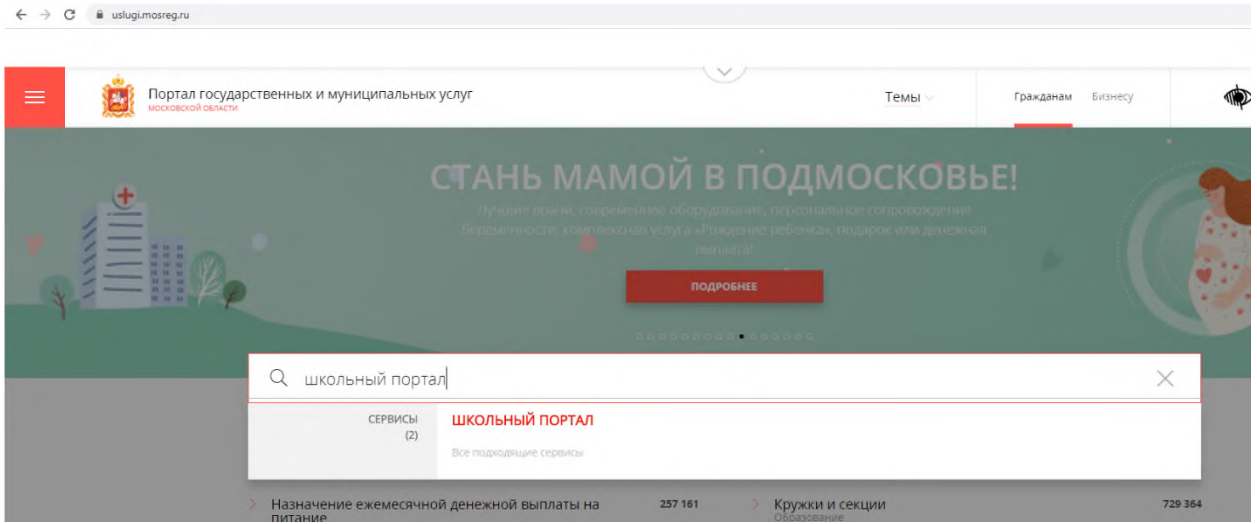 uslugi.mosreg.ru
Портал государственных и муниципальных услуг
МОСКОВСКОЙ ОБЛАСТИ
Темы
Гражданам
Бизнесу
СТАНЬ МАМОЙ В ПОДМОСКОВЬЕ!
Лучшие врачи, современное оборудование, персональное сопровождение
беременности, комплексная услуга «Рождение ребенка», подарок или денежная
выплата!
ПОДРОБНЕЕ
школьный портал
СЕРВИСЫ
(2)
ШКОЛЬНЫЙ ПОРТАЛ
Все подходящие сервисы
Назначение ежемесячной денежной выплаты на
питание
257 161
Кружки и секции
Образование
729 364